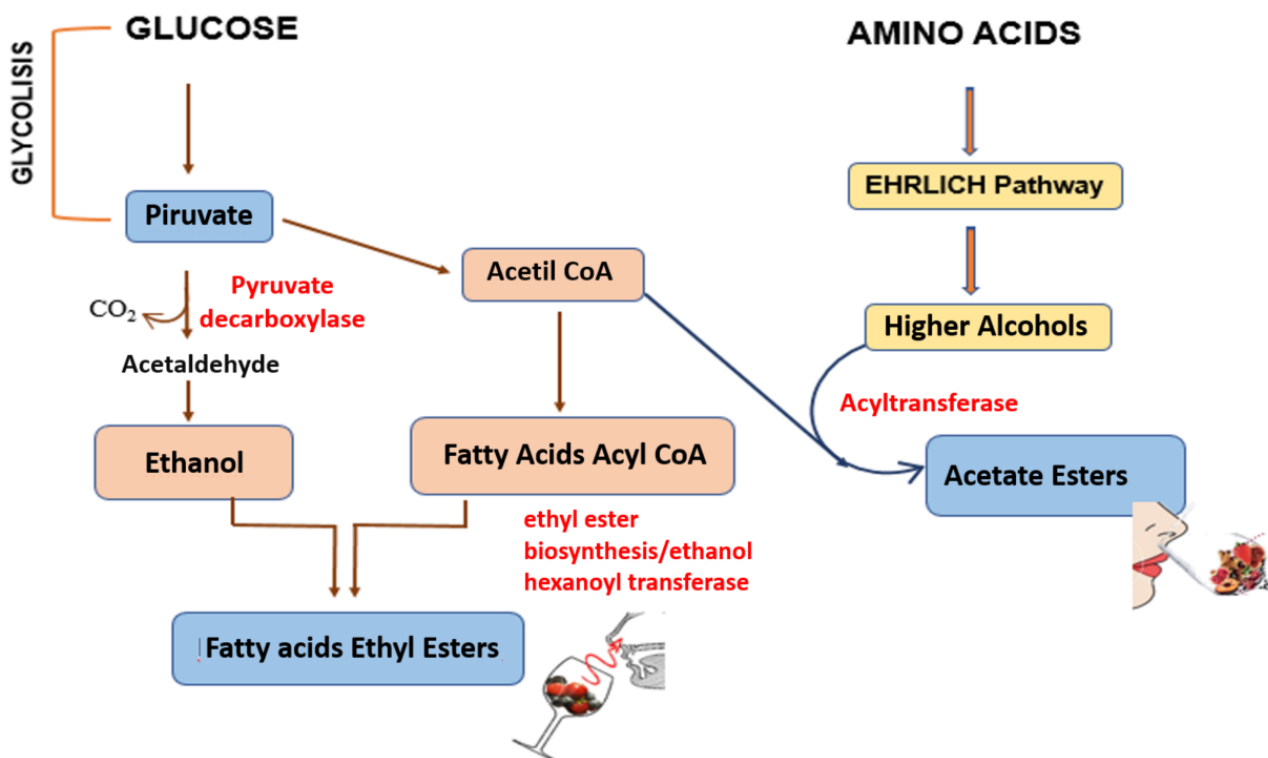 GLUCOSE
AMINO ACIDS
GLYCOLISIS
EHRLICH Pathway
Piruvate
Acetil CoA
Pyruvate
decarboxylase
CO₂
Higher Alcohols
Acetaldehyde
Acyltransferase
Ethanol
Fatty Acids Acyl CoA
Acetate Esters
ethyl ester
biosynthesis/ethanol
hexanoyl transferase
Fatty acids Ethyl Esters